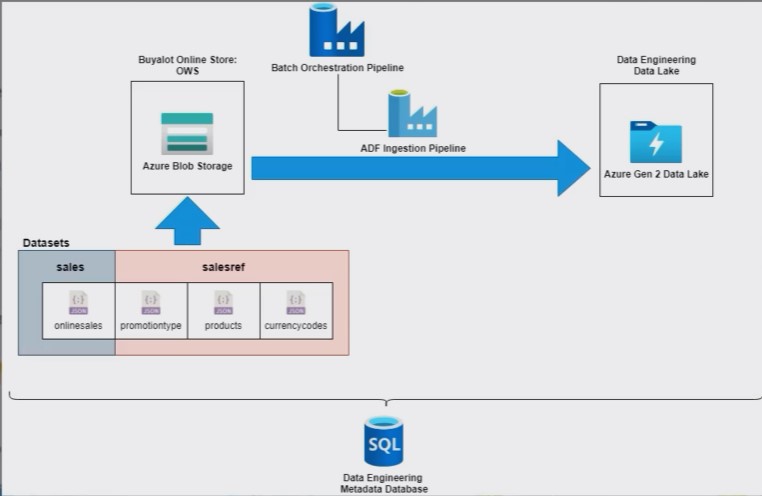 Buyalot Online Store:
OWS
Azure Blob Storage
Batch Orchestration Pipeline
ADF Ingestion Pipeline
Data Engineering
Data Lake
Azure Gen 2 Data Lake
Datasets
sales
salesref
{:}
JSON
onlinesales
{:}
JSON
promotiontype
{:}
JSON
products
{:}
JSON
currencycodes
SQL
Data Engineering
Metadata Database